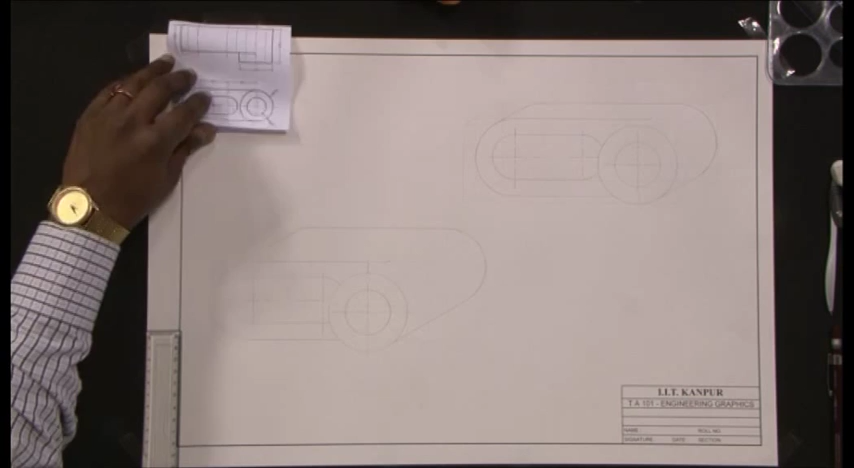 I.I.T. KANPUR
T A 101 - ENGINEERING GRAPHICS
NAME :
ROLL NO.
SIGNATURE
DATE
SECTION